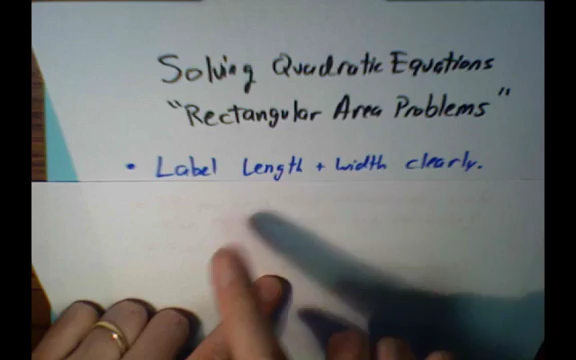 Solving Quadratic Equations
"Rectangular Area Problems"
• Label Length + width clearly.